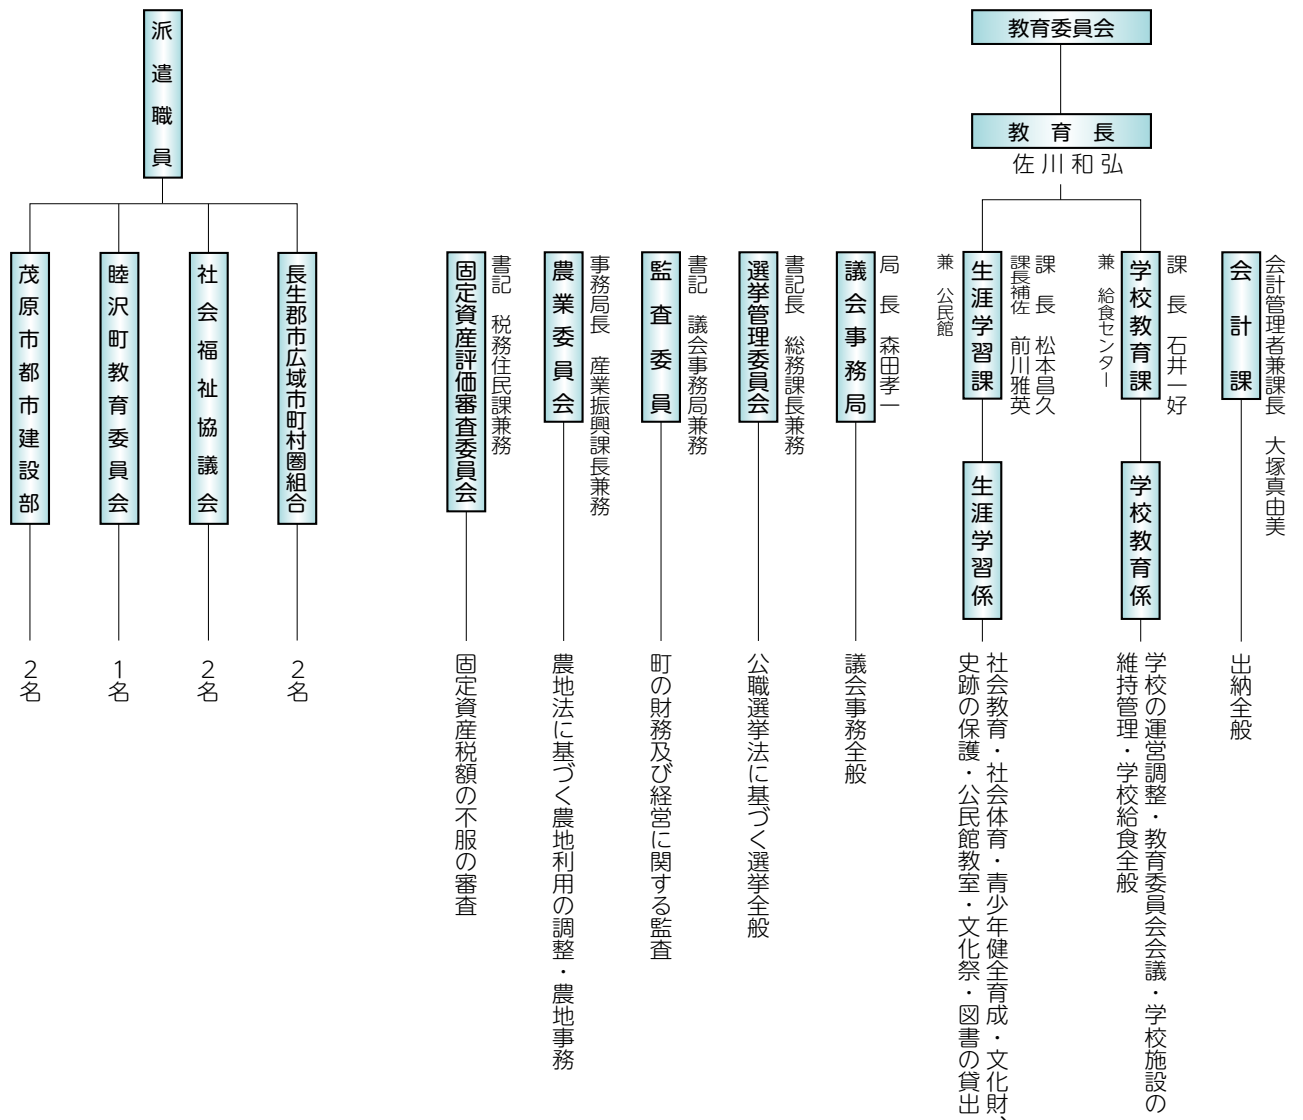 会計課
会計管理者兼課長 大塚真由美
出納全般
教育委員会
教育長
佐川和弘
学校教育課
課長 石井一好
兼 給食センター
学校教育係
学校の運営調整・教育委員会会議・学校施設の
維持管理・学校給食全般
生涯学習課
課長 松本昌久
課長補佐 前川雅英
兼 公民館
生涯学習係
社会教育・社会体育・青少年健全育成・文化財、
史跡の保護・公民館教室・文化祭・図書の貸出
議会事務局
局長 森田孝一
議会事務全般
選挙管理委員会
書記長 総務課長兼務
公職選挙法に基づく選挙全般
監査委員
書記 議会事務局兼務
町の財務及び経営に関する監査
農業委員会
事務局長 産業振興課長兼務
農地法に基づく農地利用の調整・農地事務
固定資産評価審査委員会
書記 税務住民課兼務
固定資産税額の不服の審査
派遣職員
長生郡市広域市町村圏組合
2名
社会福祉協議会
2名
睦沢町教育委員会
1名
茂原市都市建設部
2名